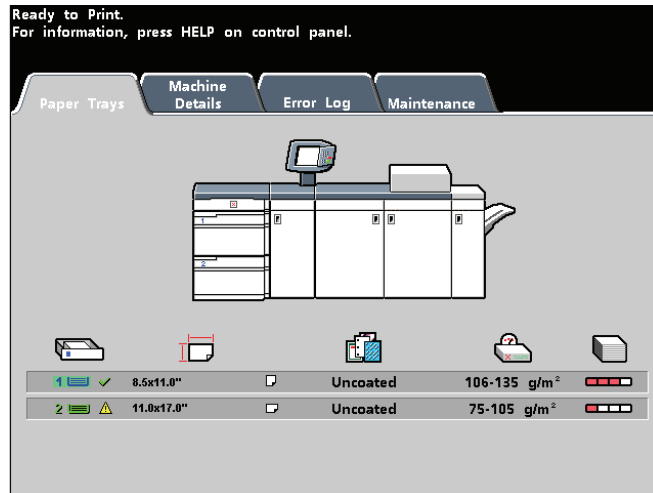 Ready to Print.
For information, press HELP on control panel.
Paper Trays
Machine
Details
Error Log
Maintenance
1
2
1 8.5x11.0" Uncoated 106-135 g/m²
2 11.0x17.0" Uncoated 75-105 g/m²